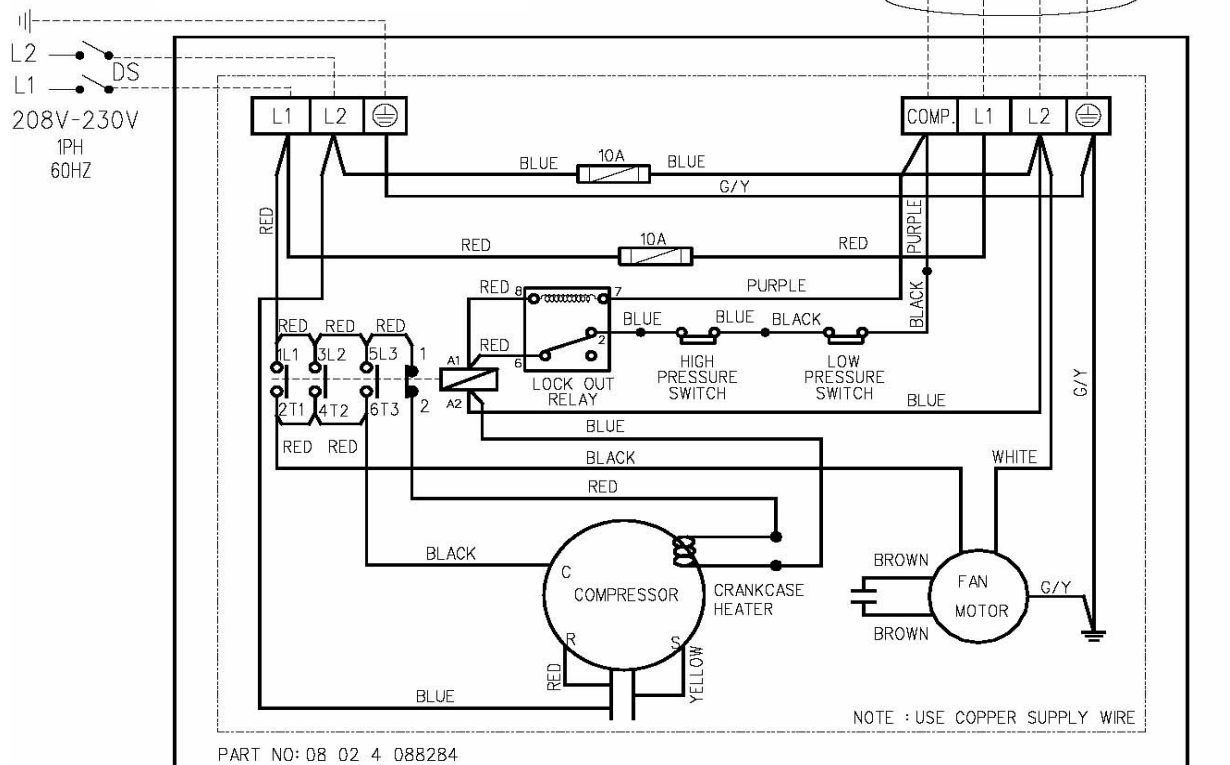 L2
L1
DS
208V-230V
1PH
60HZ
L1 L2
COMP. L1 L2
BLUE 10A BLUE
G/Y
RED
RED 10A RED
PURPLE
BLACK
RED 8 7 PURPLE
BLUE BLUE BLACK
2
RED 6
LOCK OUT
RELAY
HIGH
PRESSURE
SWITCH
LOW
PRESSURE
SWITCH
RED RED RED
1L1 3L2 5L3 1
2T1 4T2 6T3 2
RED RED
A1
A2
BLUE
BLUE
G/Y
BLACK
WHITE
RED
BLACK
C
COMPRESSOR
R S
CRANKCASE
HEATER
RED
YELLOW
BLUE
BROWN
BROWN
FAN
MOTOR
G/Y
NOTE : USE COPPER SUPPLY WIRE
PART NO: 08 02 4 088284